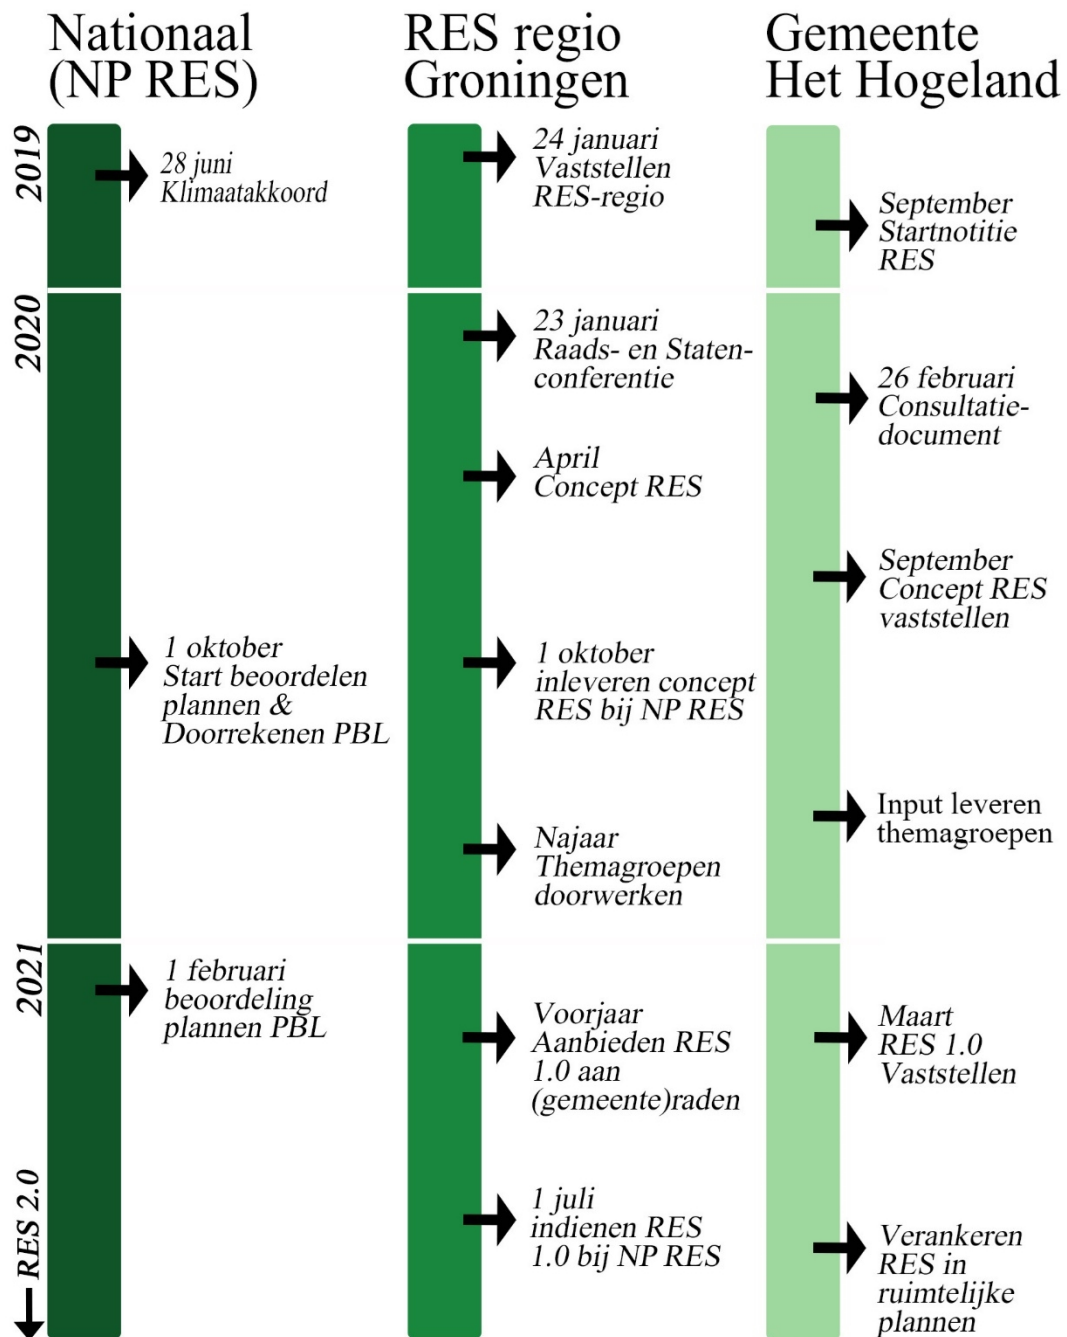 Nationaal
(NP RES)
RES regio
Groningen
Gemeente
Het Hogeland
2019
28 juni
Klimaatakkoord
24 januari
Vaststellen
RES-regio
September
Startnotitie
RES
2020
23 januari
Raads- en Staten-
conferentie
26 februari
Consultatie-
document
April
Concept RES
September
Concept RES
vaststellen
1 oktober
Start beoordelen
plannen &
Doorrekenen PBL
1 oktober
inleveren concept
RES bij NP RES
Input leveren
themagroepen
Najaar
Themagroepen
doorwerken
2021
1 februari
beoordeling
plannen PBL
Voorjaar
Aanbieden RES
1.0 aan
(gemeente)raden
Maart
RES 1.0
Vaststellen
RES 2.0
1 juli
indienen RES
1.0 bij NP RES
Verankeren
RES in
ruimtelijke
plannen